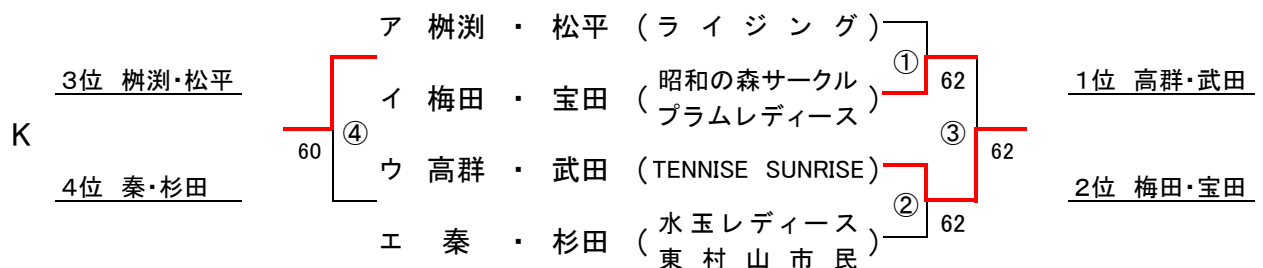 ア 桝渕 ・ 松平 (ライジング)
①
3位 桝渕・松平
昭和の森サークル
62
1位 高群・武田
イ 梅田 ・ 宝田 (プラムレディース)
K
④
60
③
62
ウ 高群 ・ 武田 (TENNISE SUNRISE)
4位 秦・杉田
②
2位 梅田・宝田
水玉レディース
62
エ 秦 ・ 杉田 (東村山市民)